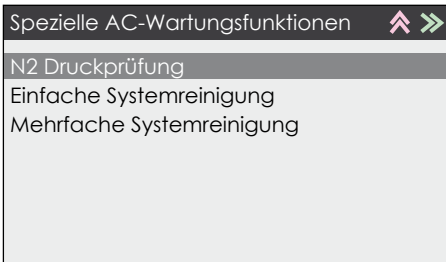 Spezielle AC-Wartungsfunktionen
N2 Druckprüfung
Einfache Systemreinigung
Mehrfache Systemreinigung